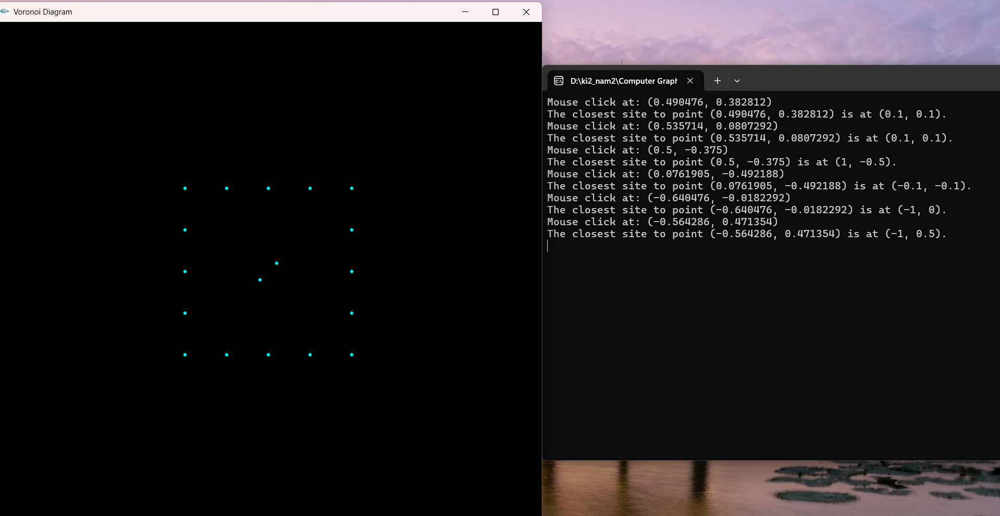 Voronoi Diagram
D:\ki2_nam2\Computer Graph
Mouse click at: (0.490476, 0.382812)
The closest site to point (0.490476, 0.382812) is at (0.1, 0.1).
Mouse click at: (0.535714, 0.0807292)
The closest site to point (0.535714, 0.0807292) is at (0.1, 0.1).
Mouse click at: (0.5, -0.375)
The closest site to point (0.5, -0.375) is at (1, -0.5).
Mouse click at: (0.0761905, -0.492188)
The closest site to point (0.0761905, -0.492188) is at (-0.1, -0.1).
Mouse click at: (-0.640476, -0.0182292)
The closest site to point (-0.640476, -0.0182292) is at (-1, 0).
Mouse click at: (-0.564286, 0.471354)
The closest site to point (-0.564286, 0.471354) is at (-1, 0.5).